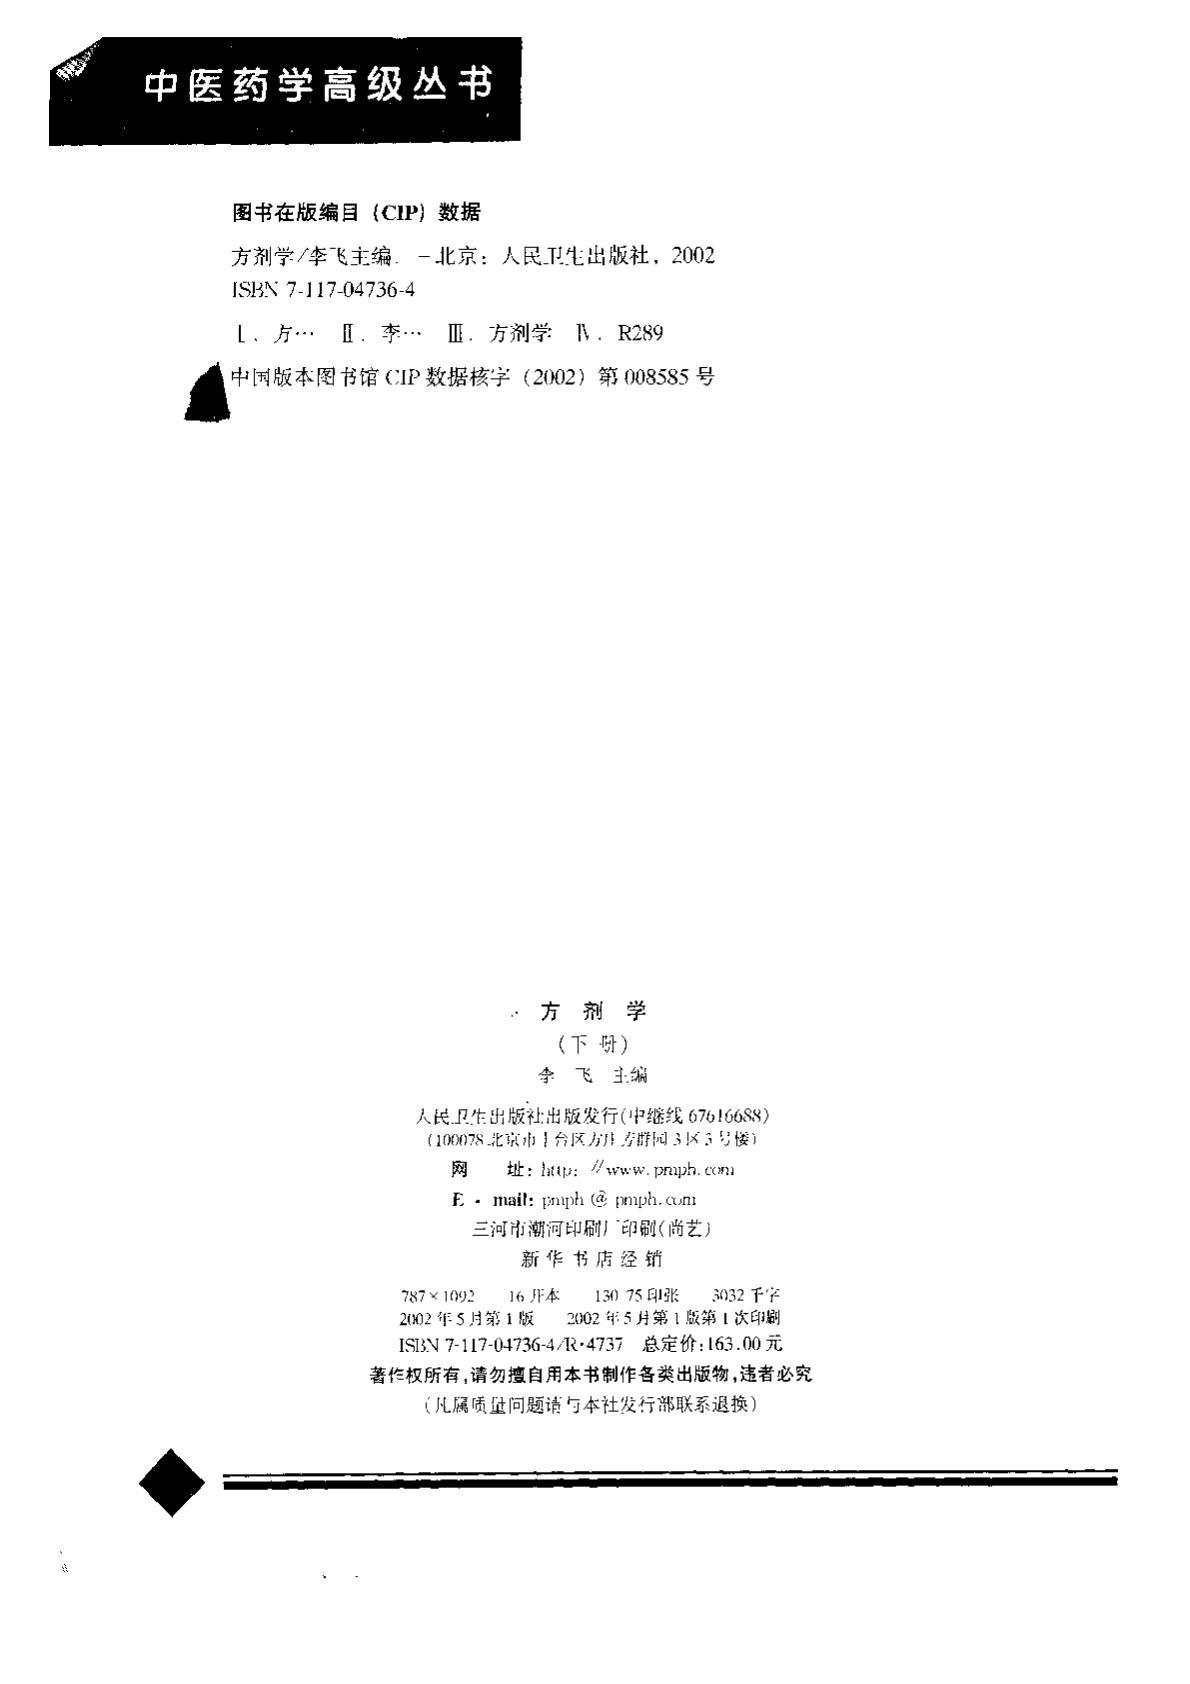 中医药学高级丛书
图书在版编目（CIP）数据
方剂学/李飞主编. －北京：人民卫生出版社，2002
ISBN 7-117-04736-4
Ⅰ. 方… Ⅱ. 李… Ⅲ. 方剂学 Ⅳ. R289
中国版本图书馆 CIP 数据核字（2002）第 008585 号
方 剂 学
(下 册)
李 飞 主编
人民卫生出版社出版发行(中继线 67616688)
(100078 北京市丰台区方庄芳群园 3 区 3 号楼)
网 址: http: //www.pmph.com
E - mail: pmph @ pmph.com
三河市潮河印刷厂印刷(尚艺)
新 华 书 店 经 销
787×1092 16 开本 130.75 印张 3032 千字
2002 年 5 月第 1 版 2002 年 5 月第 1 版第 1 次印刷
ISBN 7-117-04736-4/R·4737 总定价:163.00 元
著作权所有,请勿擅自用本书制作各类出版物,违者必究
(凡属质量问题请与本社发行部联系退换)